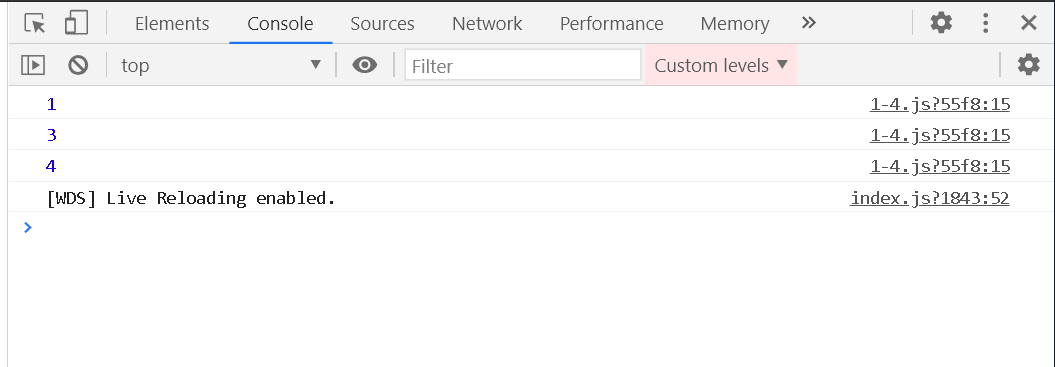 Elements Console Sources Network Performance Memory »
top ▼ Filter Custom levels ▼
1 1-4.js?55f8:15
3 1-4.js?55f8:15
4 1-4.js?55f8:15
[WDS] Live Reloading enabled. index.js?1843:52
>